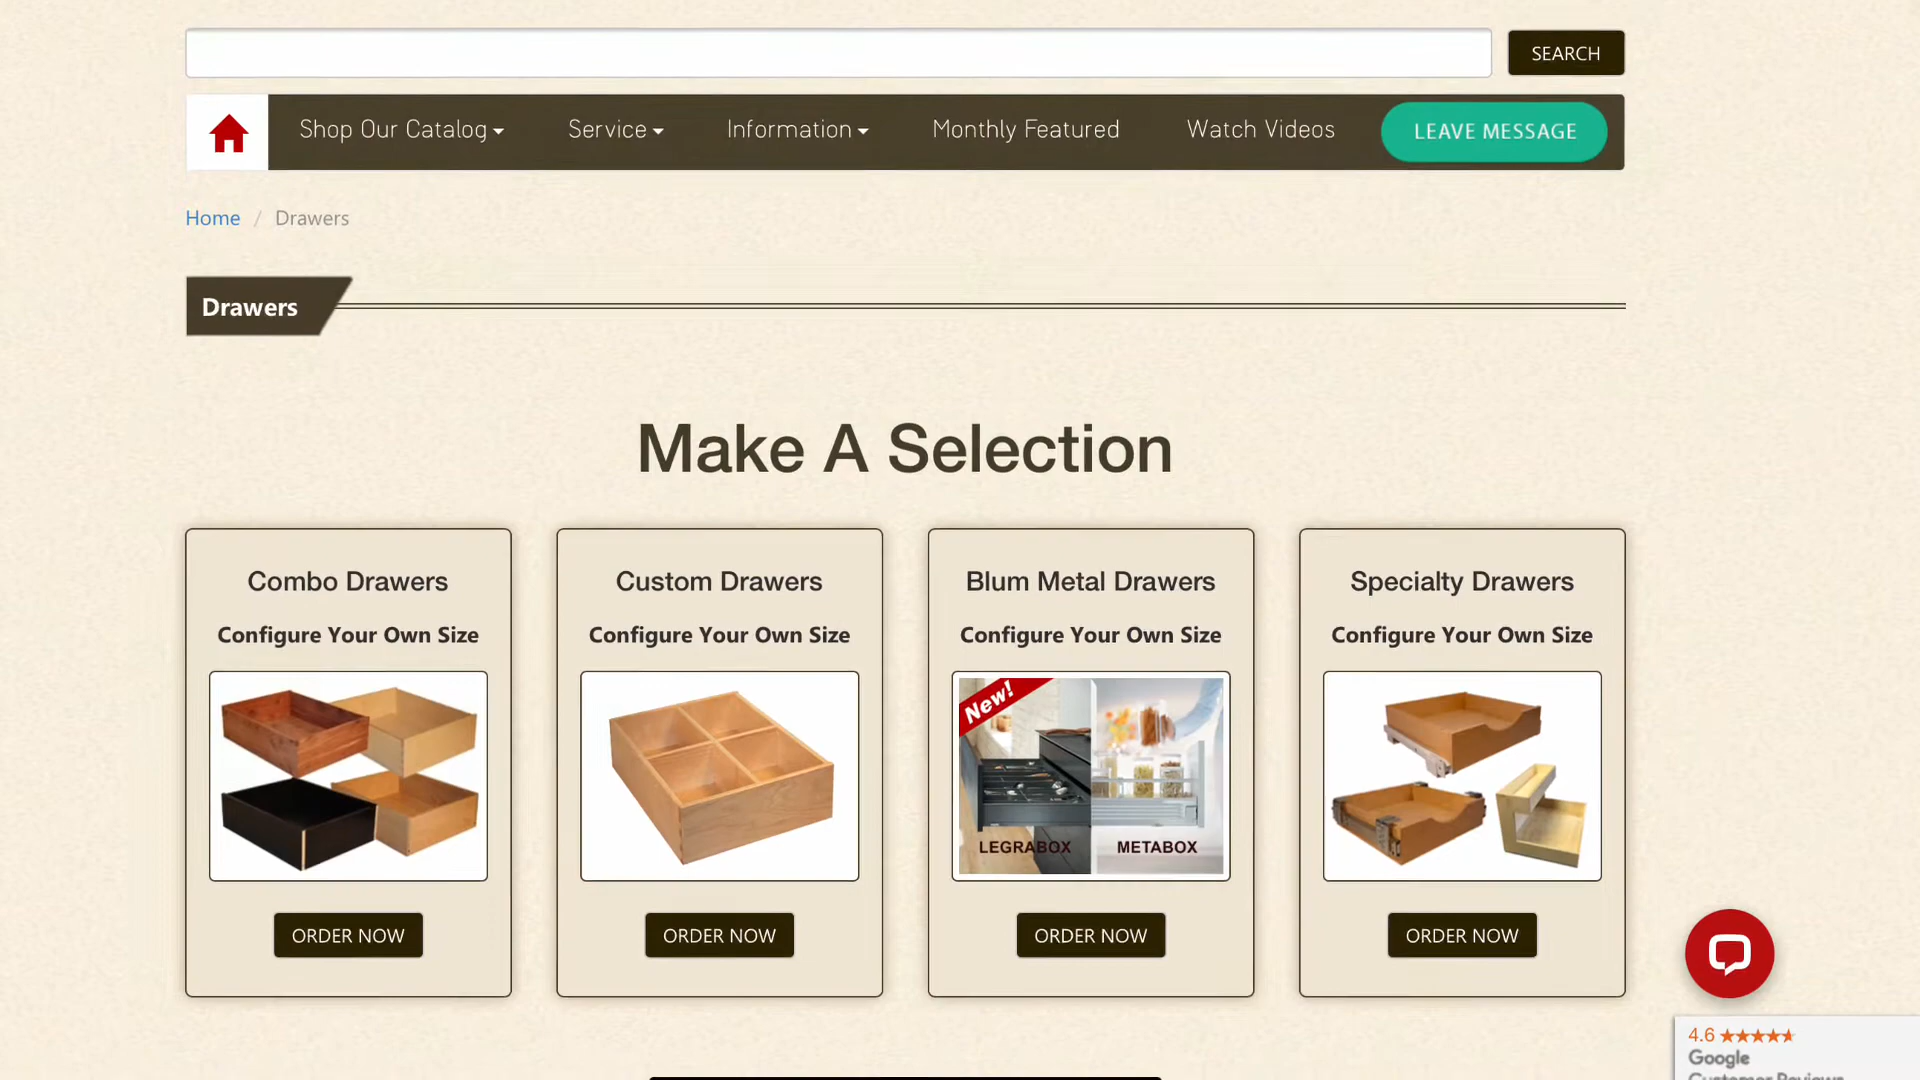 SEARCH
Shop Our Catalog Service Information Monthly Featured Watch Videos LEAVE MESSAGE
Home / Drawers
Drawers
Make A Selection
Combo Drawers
Configure Your Own Size
ORDER NOW
Custom Drawers
Configure Your Own Size
ORDER NOW
Blum Metal Drawers
Configure Your Own Size
New!
LEGRABOX METABOX
ORDER NOW
Specialty Drawers
Configure Your Own Size
ORDER NOW
4.6
Google
Customer Reviews